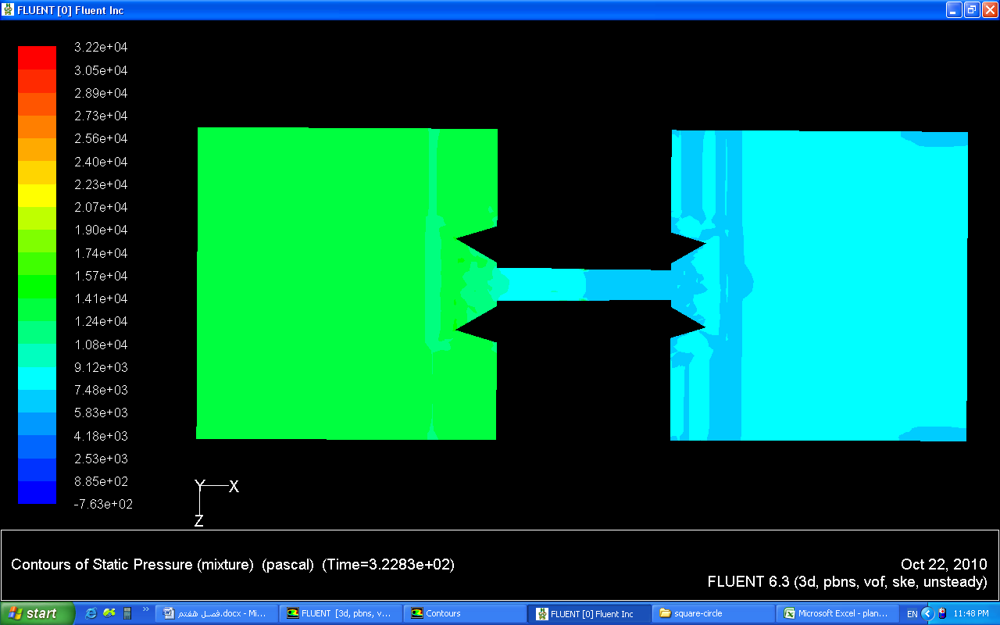 FLUENT [0] Fluent Inc
3.22e+04
3.05e+04
2.89e+04
2.73e+04
2.56e+04
2.40e+04
2.23e+04
2.07e+04
1.90e+04
1.74e+04
1.57e+04
1.41e+04
1.24e+04
1.08e+04
9.12e+03
7.48e+03
5.83e+03
4.18e+03
2.53e+03
8.85e+02
-7.63e+02
Y X
Z
Contours of Static Pressure (mixture) (pascal) (Time=3.2283e+02)
Oct 22, 2010
FLUENT 6.3 (3d, pbns, vof, ske, unsteady)
start
فصل هفتم.docx - Mi...
FLUENT [3d, pbns, v...
Contours
FLUENT [0] Fluent Inc
square-circle
Microsoft Excel - plan...
EN
11:48 PM